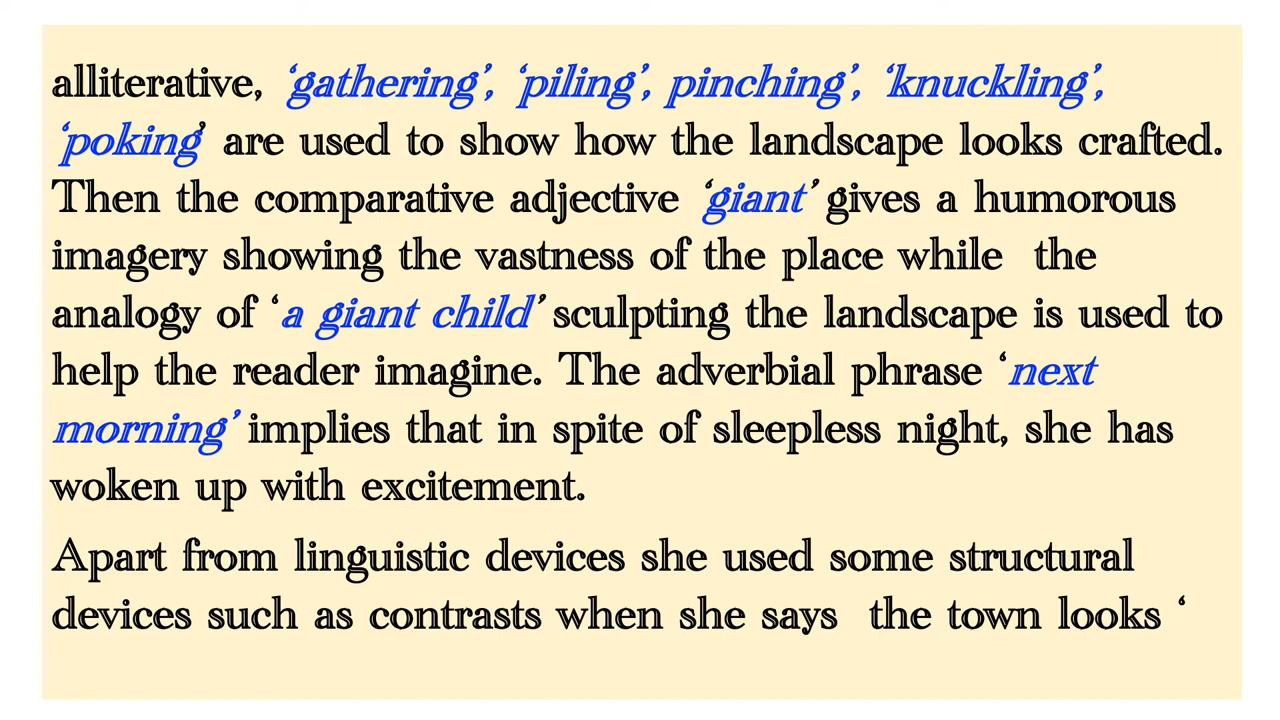 alliterative, ‘gathering’, ‘piling’, pinching’, ‘knuckling’,
‘poking’ are used to show how the landscape looks crafted.
Then the comparative adjective ‘giant’ gives a humorous
imagery showing the vastness of the place while the
analogy of ‘a giant child’ sculpting the landscape is used to
help the reader imagine. The adverbial phrase ‘next
morning’ implies that in spite of sleepless night, she has
woken up with excitement.
Apart from linguistic devices she used some structural
devices such as contrasts when she says the town looks ‘